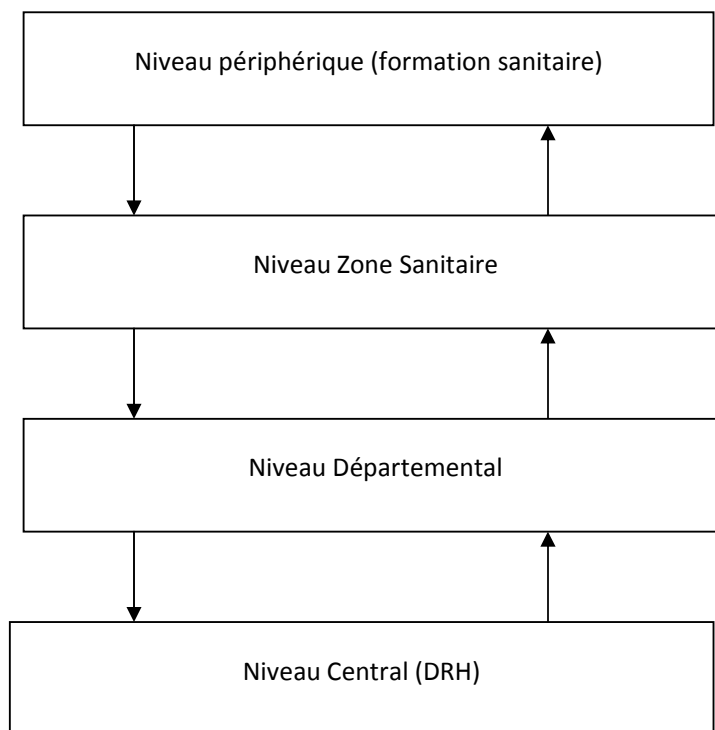 Niveau périphérique (formation sanitaire)
Niveau Zone Sanitaire
Niveau Départemental
Niveau Central (DRH)